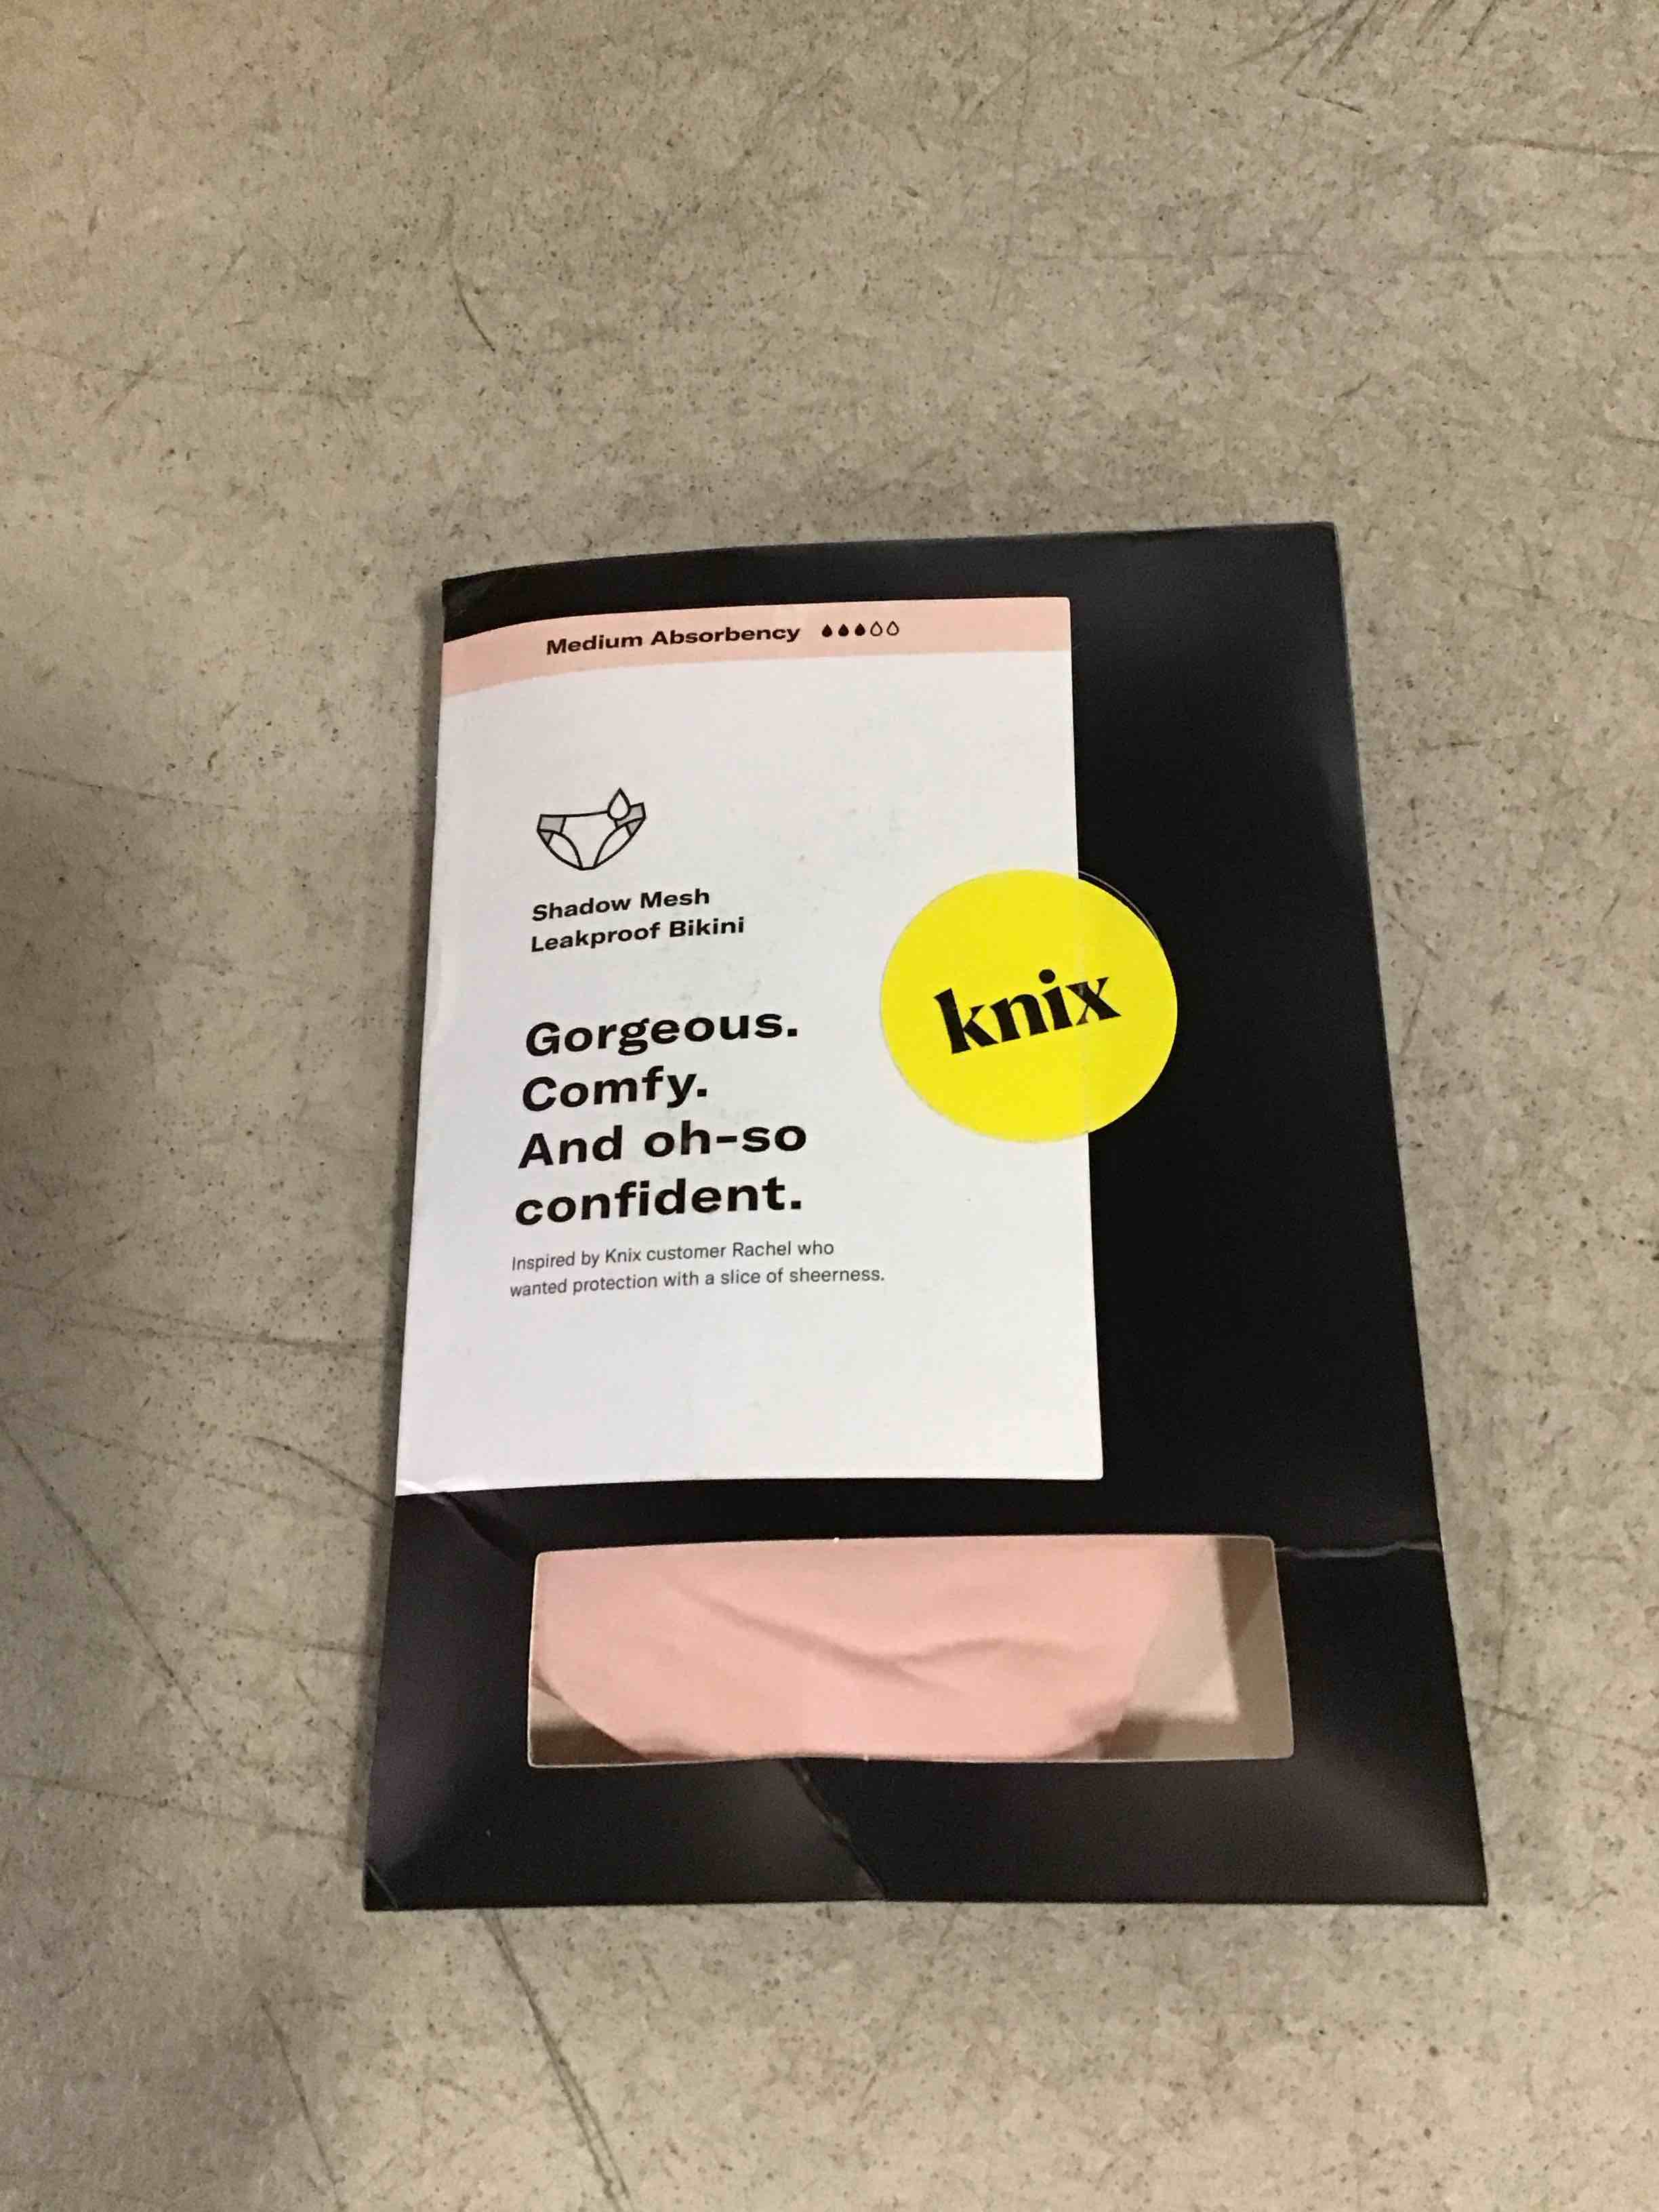 Medium Absorbency
Shadow Mesh
Leakproof Bikini
knix
Gorgeous.
Comfy.
And oh-so
confident.
Inspired by Knix customer Rachel who
wanted protection with a slice of sheerness.